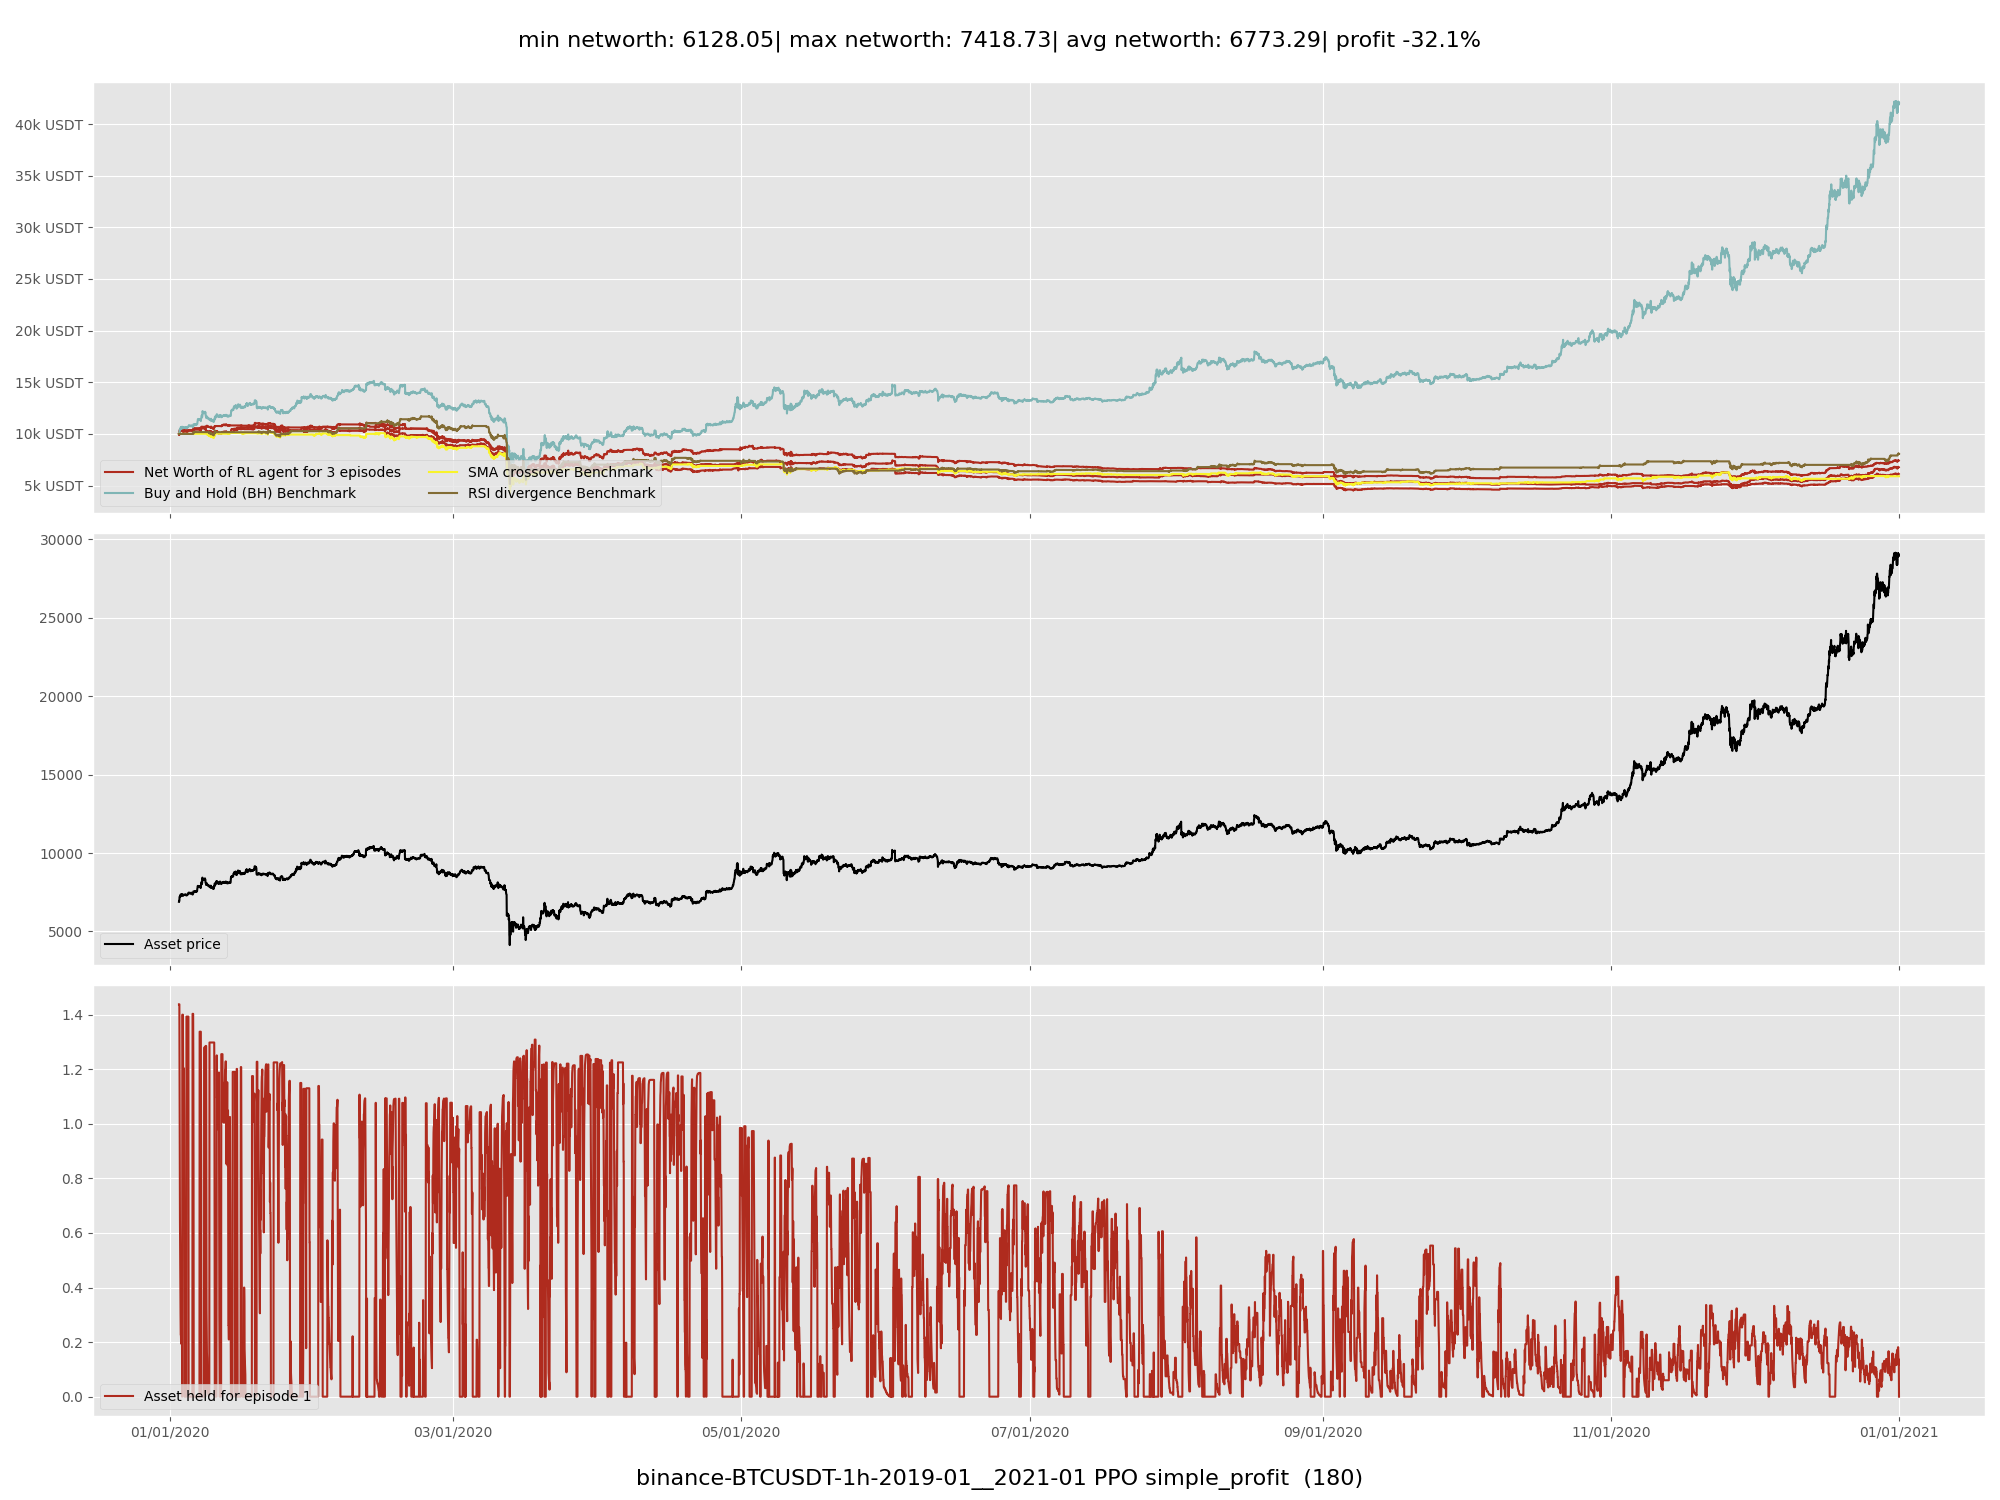 min networth: 6128.05| max networth: 7418.73| avg networth: 6773.29| profit -32.1%
40k USDT
35k USDT
30k USDT
25k USDT
20k USDT
15k USDT
10k USDT
5k USDT
Net Worth of RL agent for 3 episodes
Buy and Hold (BH) Benchmark
SMA crossover Benchmark
RSI divergence Benchmark
30000
25000
20000
15000
10000
5000
Asset price
1.4
1.2
1.0
0.8
0.6
0.4
0.2
0.0
Asset held for episode 1
01/01/2020 03/01/2020 05/01/2020 07/01/2020 09/01/2020 11/01/2020 01/01/2021
binance-BTCUSDT-1h-2019-01__2021-01 PPO simple_profit (180)